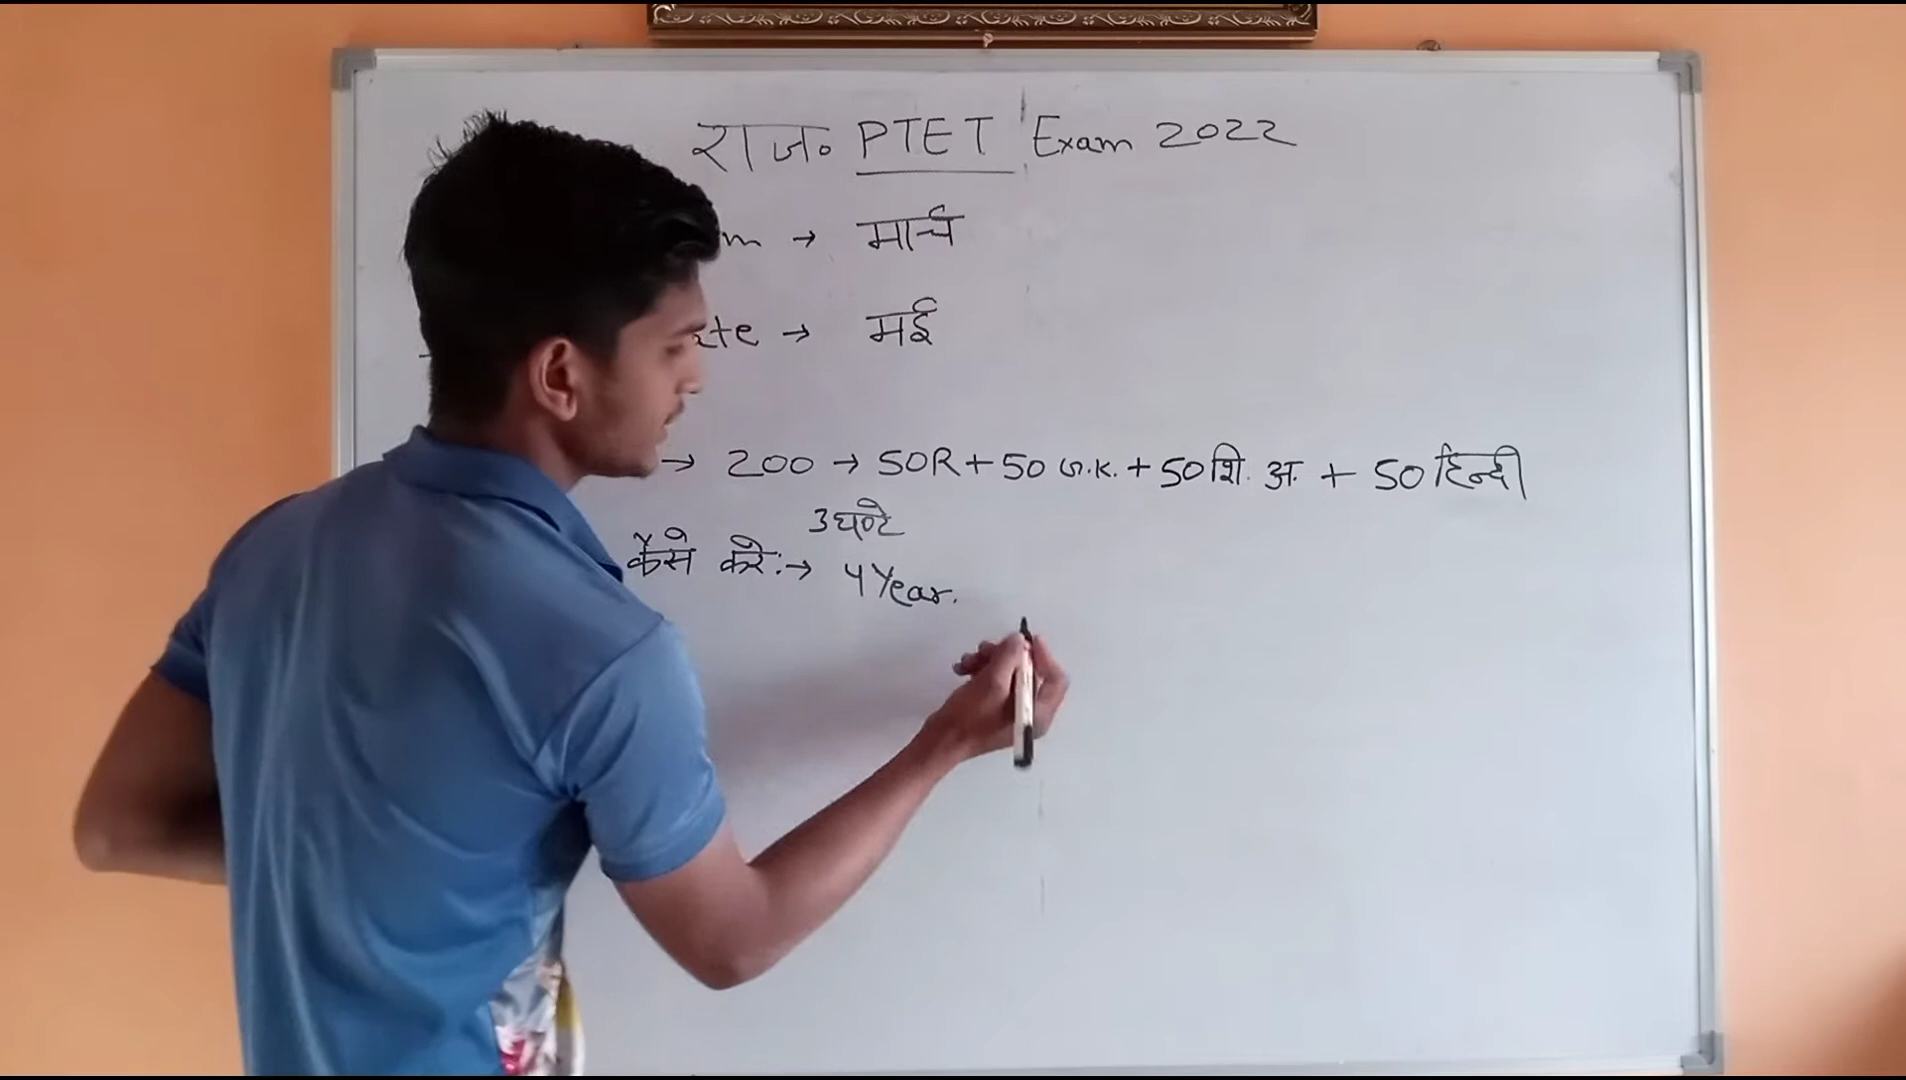 राज० PTET Exam 2022
m → मार्च
te → मई
→ 200 → 50R+50 G.K.+50 शि. अ. + 50 हिन्दी
3 घण्टे
कैसे करे:→ 4 Year.